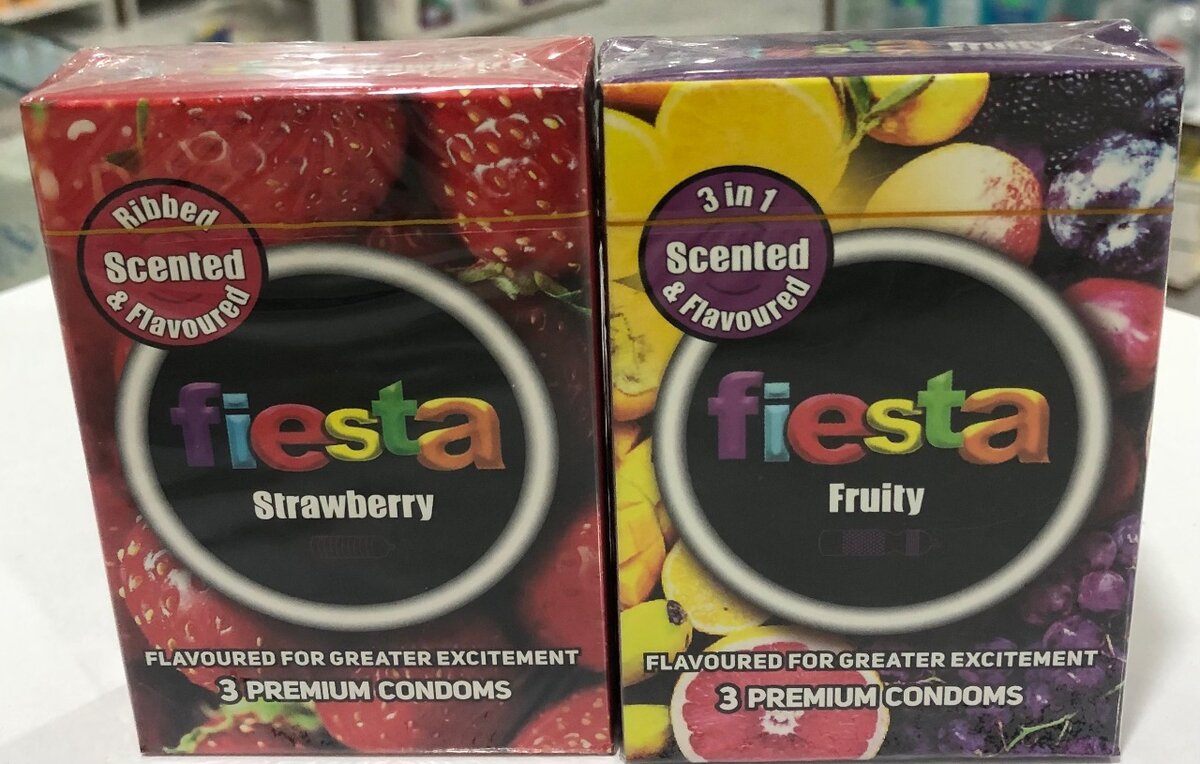 Ribbed
Scented
& Flavoured
fiesta
Strawberry
FLAVOURED FOR GREATER EXCITEMENT
3 PREMIUM CONDOMS
fiesta Fruity
3 in 1
Scented
& Flavoured
fiesta
Fruity
FLAVOURED FOR GREATER EXCITEMENT
3 PREMIUM CONDOMS